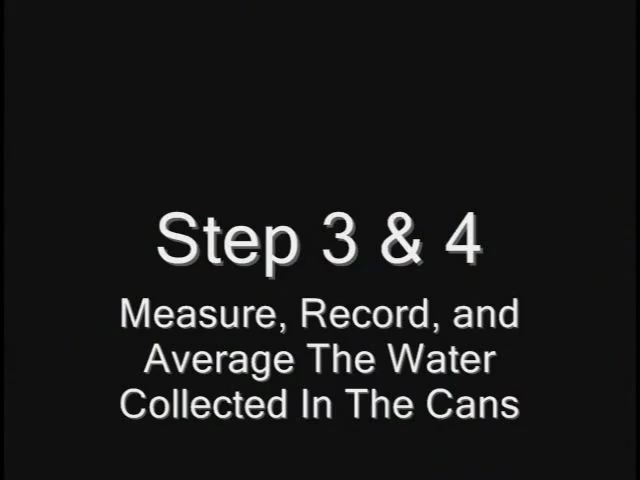 Step 3 & 4
Measure, Record, and
Average The Water
Collected In The Cans